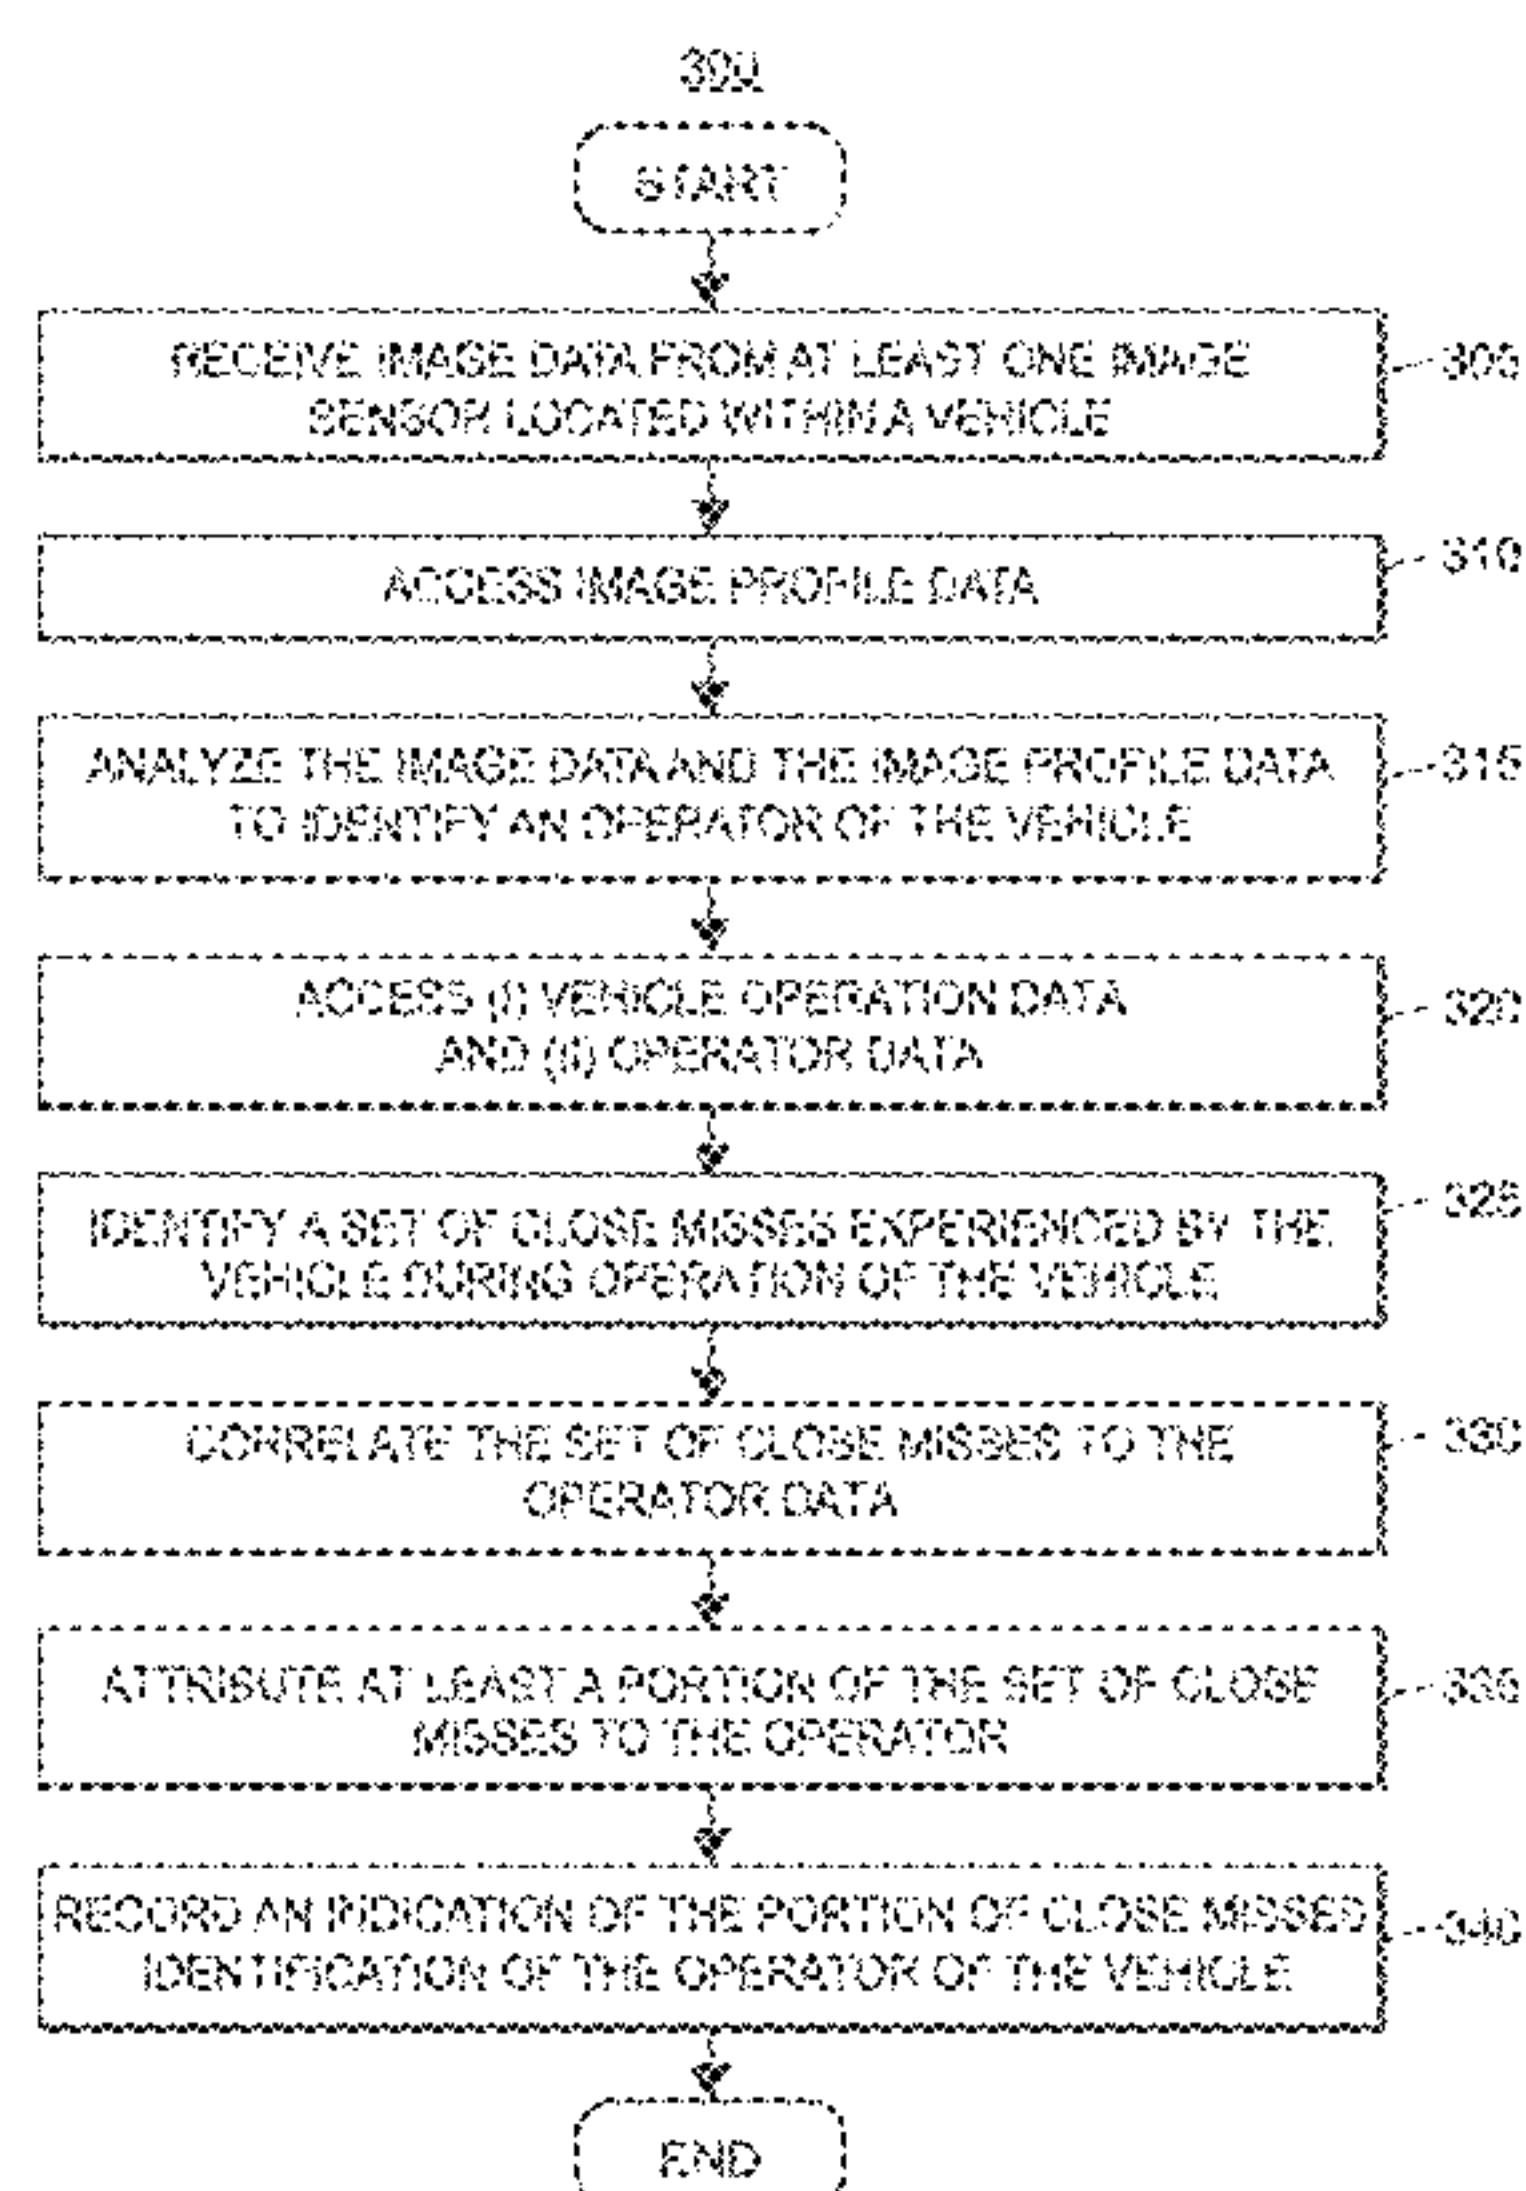 300
START
RECEIVE IMAGE DATA FROM AT LEAST ONE IMAGE
SENSOR LOCATED WITHIN A VEHICLE
305
ACCESS IMAGE PROFILE DATA
310
ANALYZE THE IMAGE DATA AND THE IMAGE PROFILE DATA
TO IDENTIFY AN OPERATOR OF THE VEHICLE
315
ACCESS (I) VEHICLE OPERATION DATA
AND (II) OPERATOR DATA
320
IDENTIFY A SET OF CLOSE MISSES EXPERIENCED BY THE
VEHICLE DURING OPERATION OF THE VEHICLE
325
CORRELATE THE SET OF CLOSE MISSES TO THE
OPERATOR DATA
330
ATTRIBUTE AT LEAST A PORTION OF THE SET OF CLOSE
MISSES TO THE OPERATOR
335
RECORD AN INDICATION OF THE PORTION OF CLOSE MISSED
IDENTIFICATION OF THE OPERATOR OF THE VEHICLE
340
END